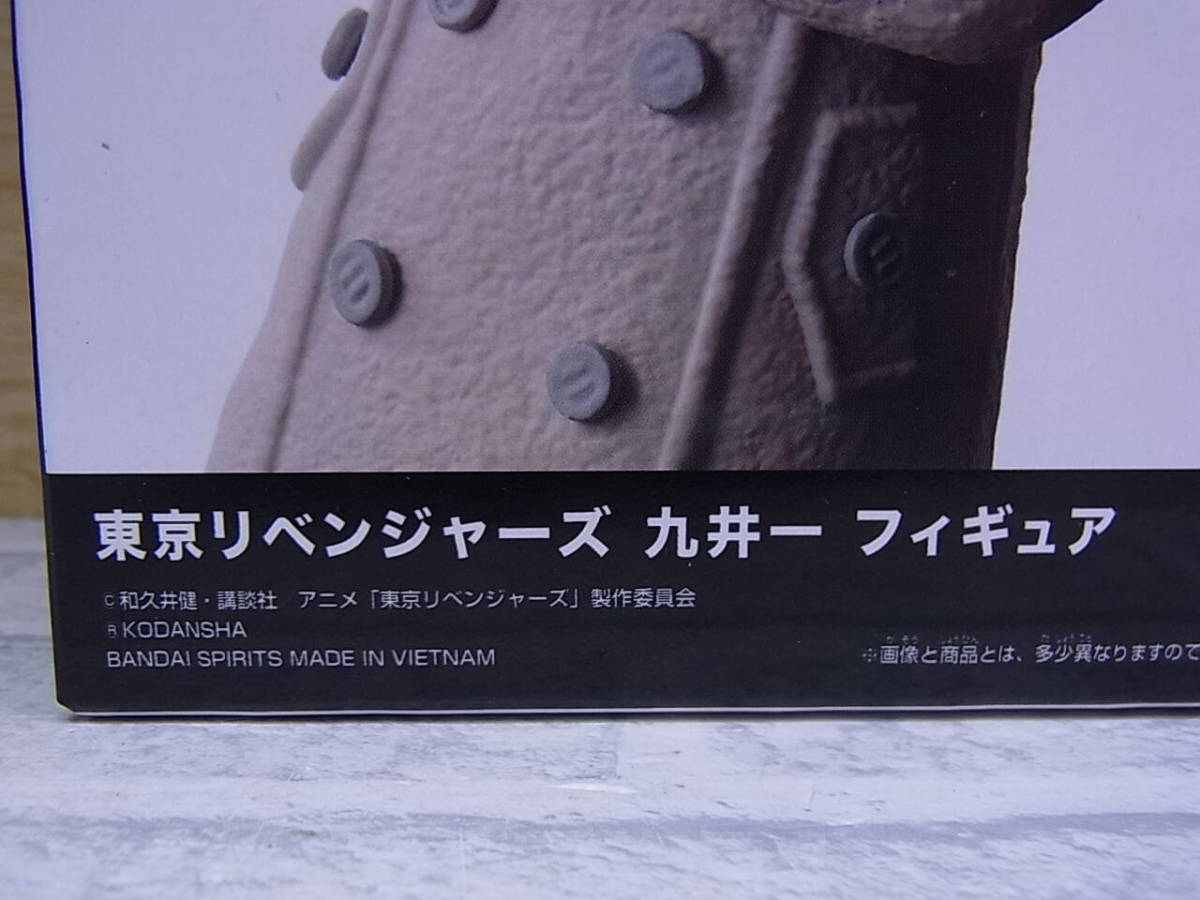 東京リベンジャーズ 九井一 フィギュア
©和久井健・講談社 アニメ「東京リベンジャーズ」製作委員会
®KODANSHA
BANDAI SPIRITS MADE IN VIETNAM
※画像と商品とは、多少異なりますので